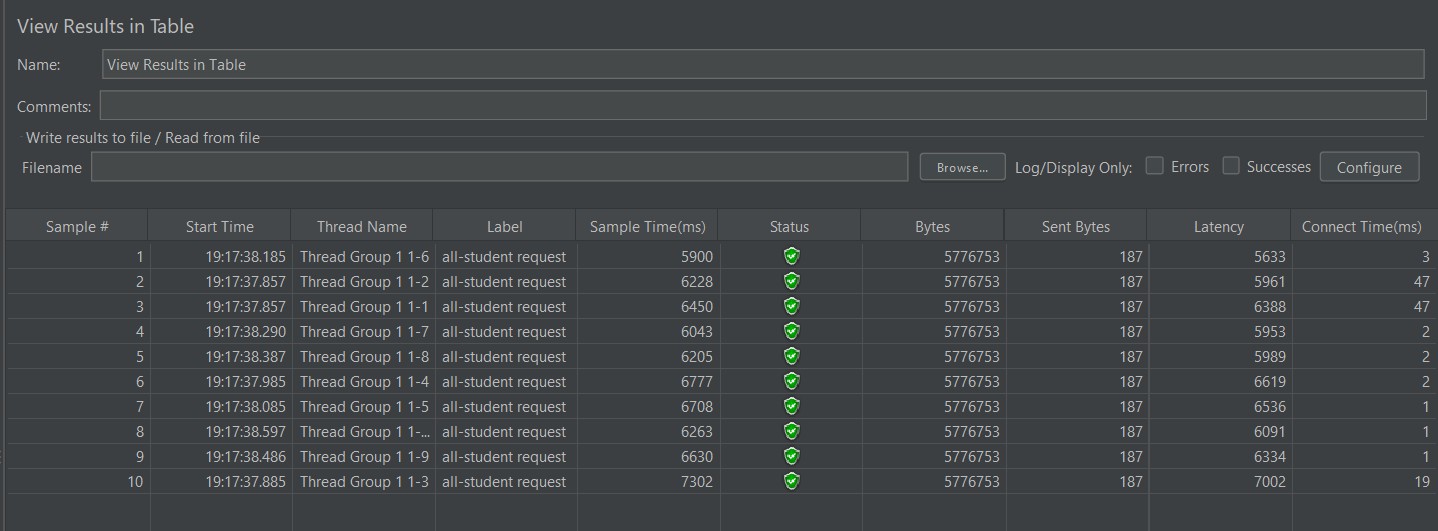 View Results in Table
Name: View Results in Table
Comments:
Write results to file / Read from file
Filename Browse... Log/Display Only: Errors Successes Configure
Sample # Start Time Thread Name Label Sample Time(ms) Status Bytes Sent Bytes Latency Connect Time(ms)
1 19:17:38.185 Thread Group 1 1-6 all-student request 5900 5776753 187 5633 3
2 19:17:37.857 Thread Group 1 1-2 all-student request 6228 5776753 187 5961 47
3 19:17:37.857 Thread Group 1 1-1 all-student request 6450 5776753 187 6388 47
4 19:17:38.290 Thread Group 1 1-7 all-student request 6043 5776753 187 5953 2
5 19:17:38.387 Thread Group 1 1-8 all-student request 6205 5776753 187 5989 2
6 19:17:37.985 Thread Group 1 1-4 all-student request 6777 5776753 187 6619 2
7 19:17:38.085 Thread Group 1 1-5 all-student request 6708 5776753 187 6536 1
8 19:17:38.597 Thread Group 1 1-... all-student request 6263 5776753 187 6091 1
9 19:17:38.486 Thread Group 1 1-9 all-student request 6630 5776753 187 6334 1
10 19:17:37.885 Thread Group 1 1-3 all-student request 7302 5776753 187 7002 19